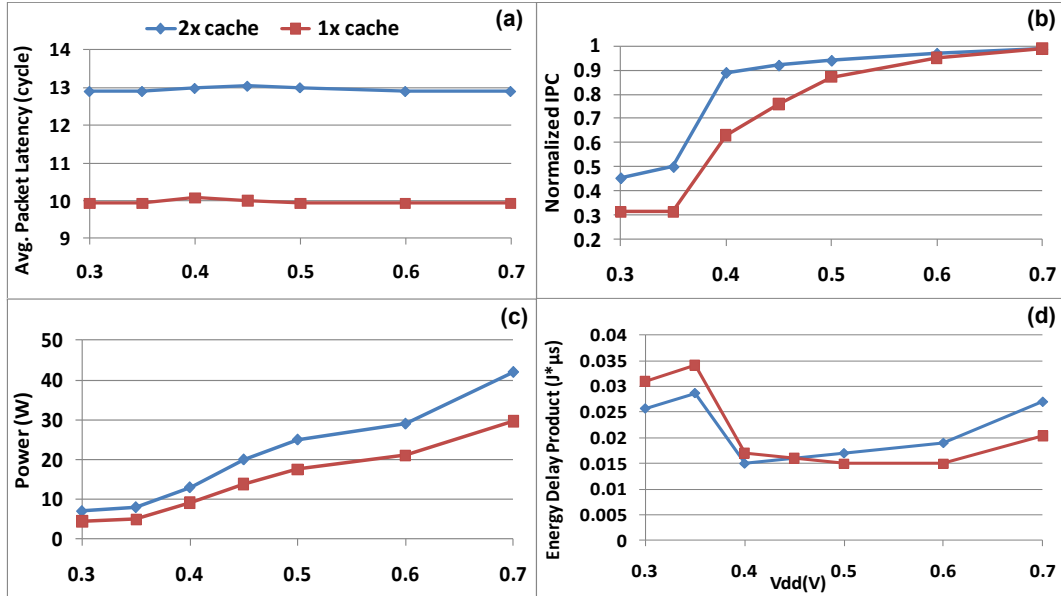 (a)
2x cache 1x cache
Avg. Packet Latency (cycle)
14
13
12
11
10
9
0.3 0.4 0.5 0.6 0.7
(b)
Normalized IPC
1
0.9
0.8
0.7
0.6
0.5
0.4
0.3
0.2
0.3 0.4 0.5 0.6 0.7
(c)
Power (W)
50
40
30
20
10
0
0.3 0.4 0.5 0.6 0.7
(d)
Energy Delay Product (J*µs)
0.04
0.035
0.03
0.025
0.02
0.015
0.01
0.005
0
0.3 0.4 0.5 0.6 0.7
Vdd(V)